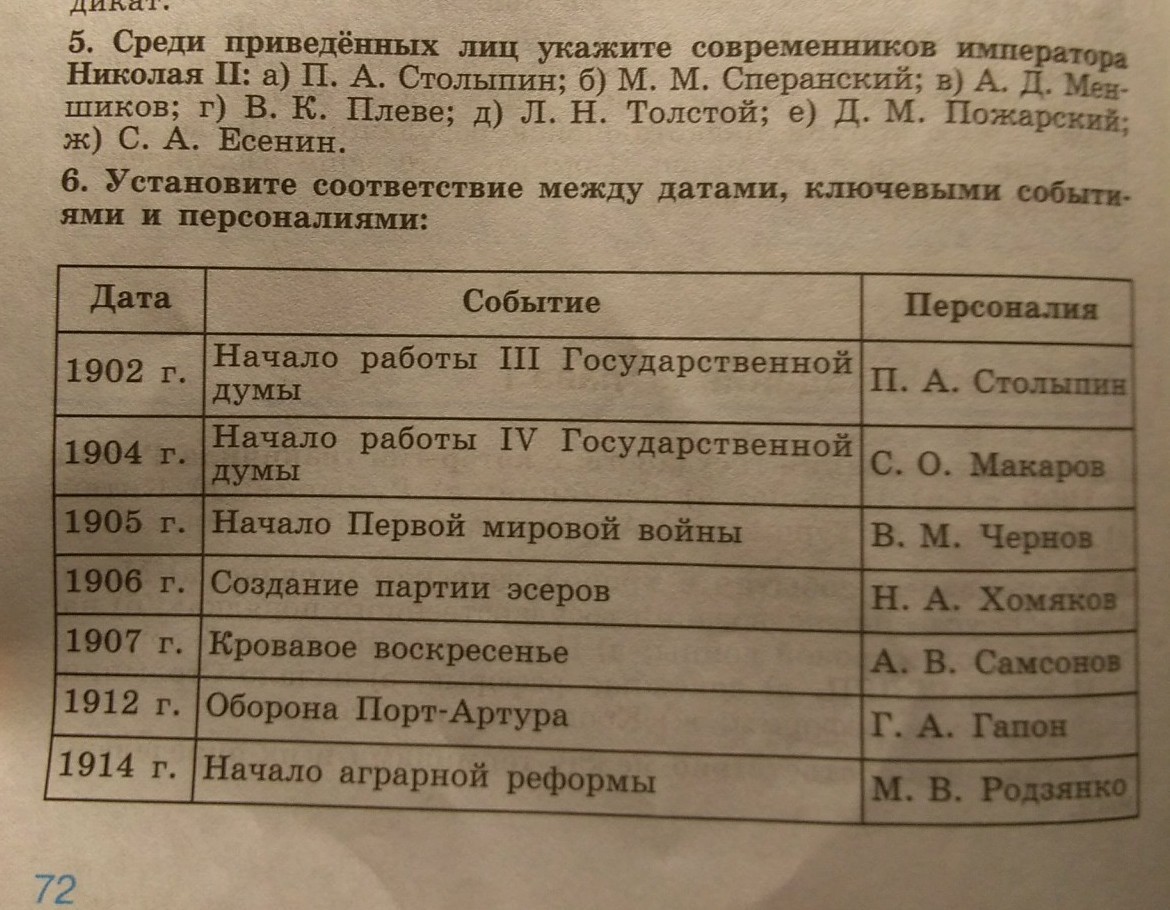 дикат.
5. Среди приведённых лиц укажите современников императора
Николая II: а) П. А. Столыпин; б) М. М. Сперанский; в) А. Д. Мен-
шиков; г) В. К. Плеве; д) Л. Н. Толстой; е) Д. М. Пожарский;
ж) С. А. Есенин.
6. Установите соответствие между датами, ключевыми событи-
ями и персоналиями:
Дата Событие Персоналия
1902 г. Начало работы III Государственной
думы П. А. Столыпин
1904 г. Начало работы IV Государственной
думы С. О. Макаров
1905 г. Начало Первой мировой войны В. М. Чернов
1906 г. Создание партии эсеров Н. А. Хомяков
1907 г. Кровавое воскресенье А. В. Самсонов
1912 г. Оборона Порт-Артура Г. А. Гапон
1914 г. Начало аграрной реформы М. В. Родзянко
72